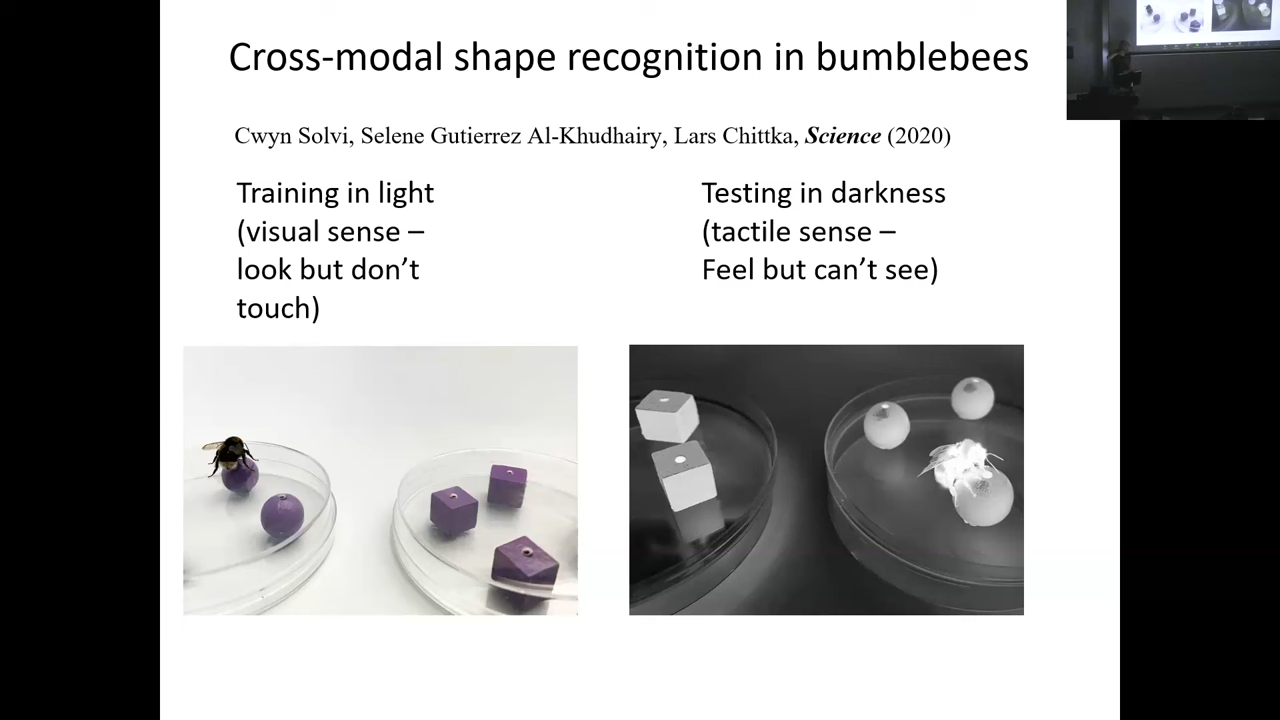 Cross-modal shape recognition in bumblebees
Cwyn Solvi, Selene Gutierrez Al-Khudhairy, Lars Chittka, Science (2020)
Training in light
(visual sense –
look but don’t
touch)
Testing in darkness
(tactile sense –
Feel but can’t see)